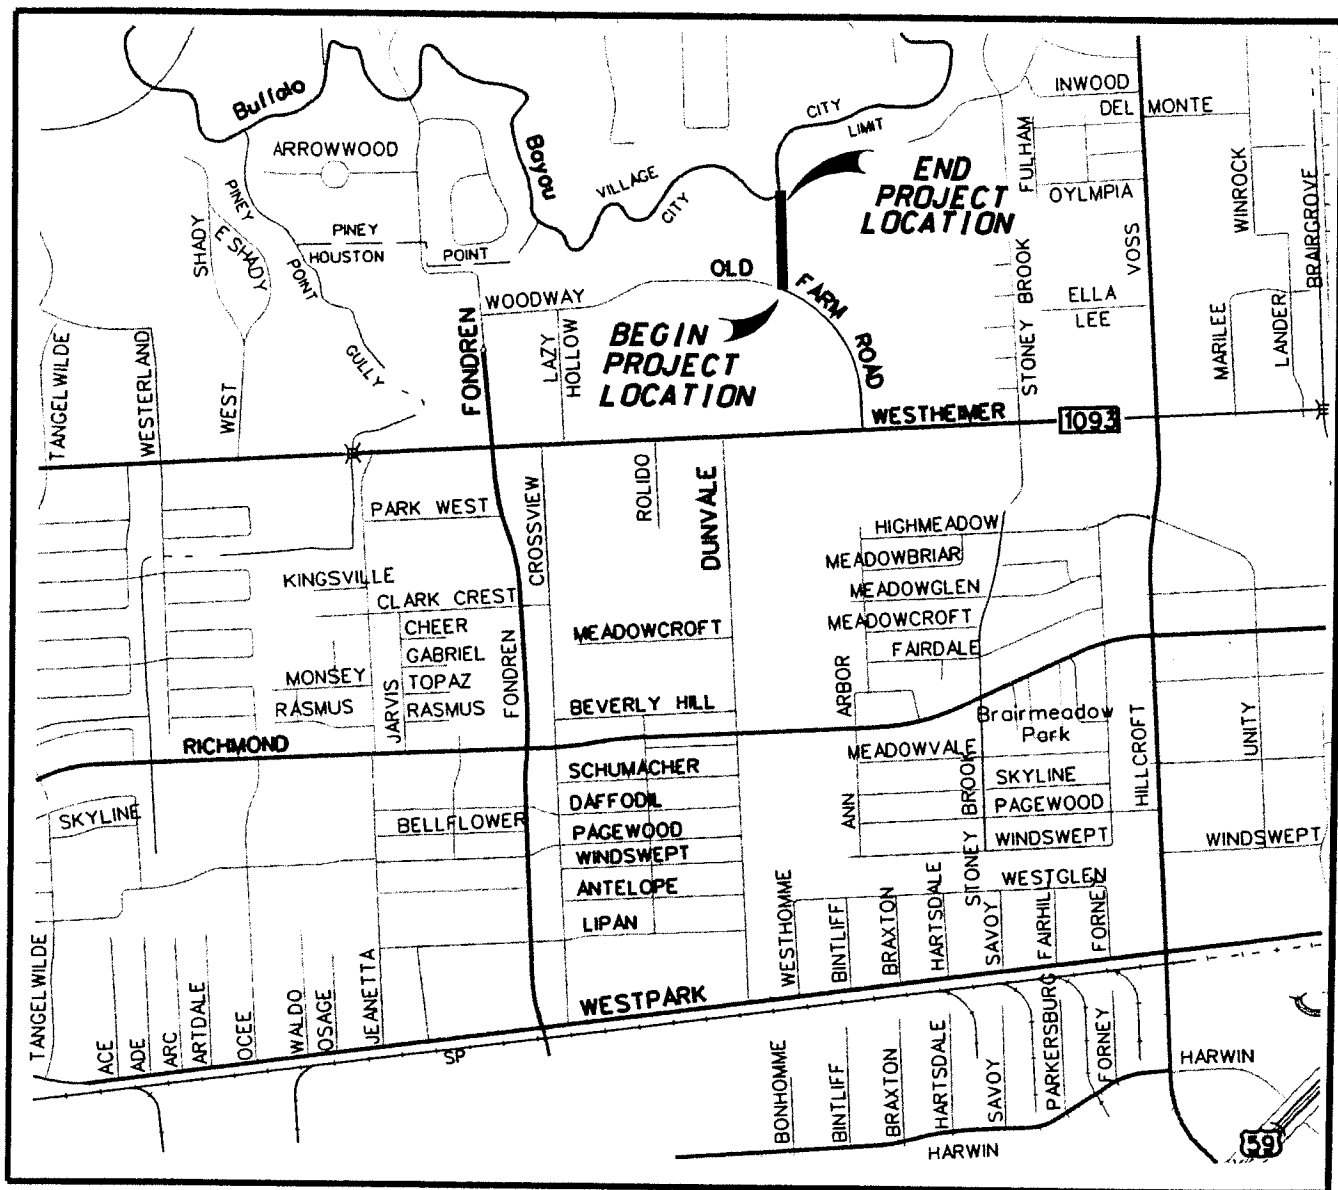 INWOOD
DEL MONTE
Buffalo
CITY
LIMIT
ARROWWOOD
Bayou
FULHAM
WINROCK
BRAIRGROVE
END
PROJECT
LOCATION
VILLAGE
CITY
OYLMPIA
PINEY
POINT
GULLY
SHADY
E SHADY
PINEY
HOUSTON
POINT
VOSS
OLD
FARM
ROAD
WOODWAY
STONEY BROOK
ELLA
LEE
MARILEE
LANDER
BEGIN
PROJECT
LOCATION
LAZY
HOLLOW
FONDREN
TANGELWILDE
WESTERLAND
WEST
WESTHEIMER
1093
CROSSVIEW
ROLIDO
DUNVALE
PARK WEST
HIGHMEADOW
MEADOWBRIAR
MEADOWGLEN
MEADOWCROFT
FAIRDALE
KINGSVILLE
CLARK CREST
CHEER
GABRIEL
TOPAZ
RASMUS
MONSEY
RASMUS
JARVIS
FONDREN
MEADOWCROFT
BEVERLY HILL
ARBOR
ANN
Brairmeadow
Park
RICHMOND
MEADOWVALE
SKYLINE
PAGEWOOD
WINDSWEPT
STONEY BROOK
HILLCROFT
UNITY
WINDSWEPT
SCHUMACHER
DAFFODIL
PAGEWOOD
WINDSWEPT
ANTELOPE
LIPAN
SKYLINE
BELLFLOWER
WESTGLEN
WESTHOMME
BINTLIFF
BRAXTON
HARTSDALE
SAVOY
FAIRHILL
FORNEY
TANGELWILDE
ACE
ADE
ARC
ARTDALE
OCEE
WALDO
OSAGE
JEANETTA
WESTPARK
SP
BONHOMME
BINTLIFF
BRAXTON
HARTSDALE
SAVOY
PARKERSBURG
FORNEY
HARWIN
HARWIN
59